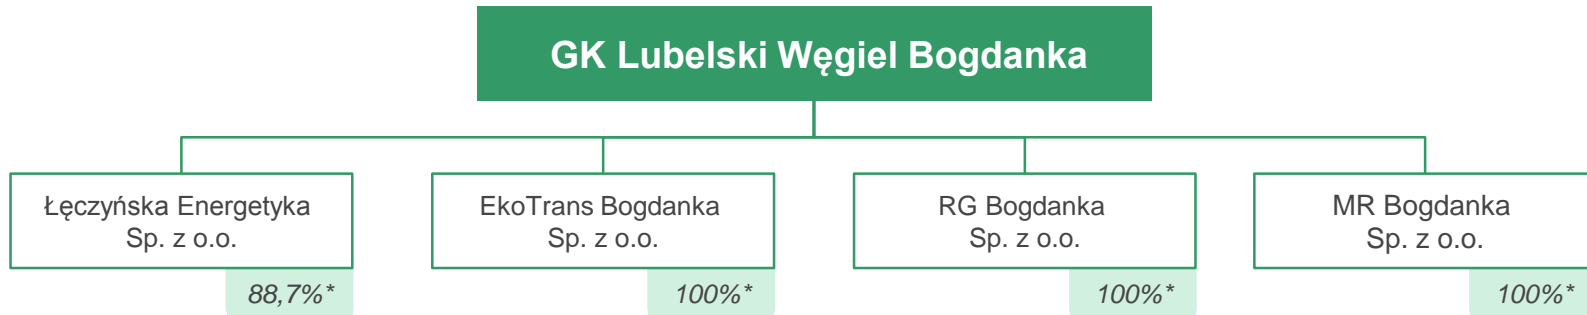 GK Lubelski Węgiel Bogdanka
Łęczyńska Energetyka
Sp. z o.o.
88,7%*
EkoTrans Bogdanka
Sp. z o.o.
100%*
RG Bogdanka
Sp. z o.o.
100%*
MR Bogdanka
Sp. z o.o.
100%*